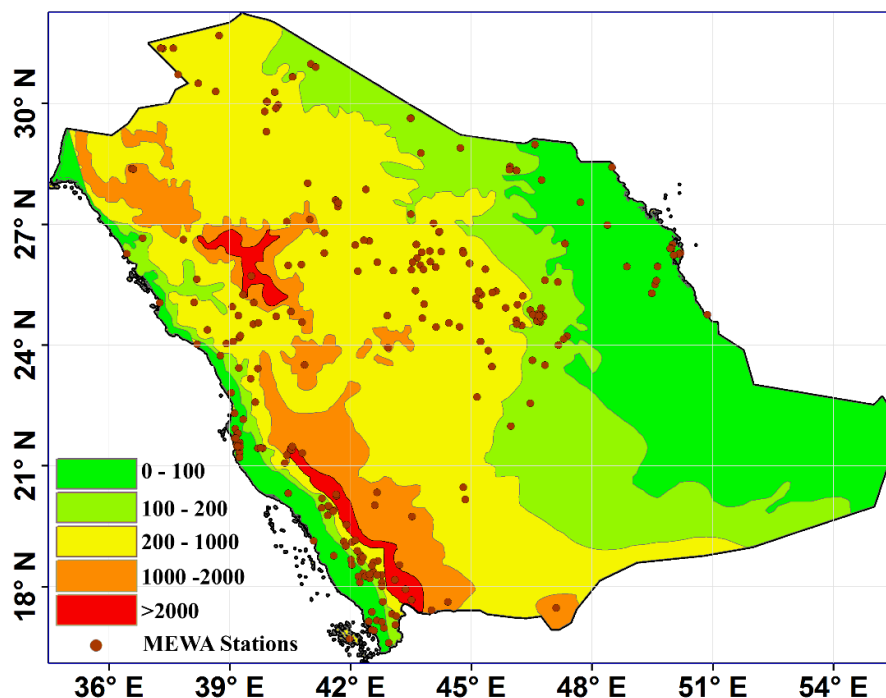 30° N
27° N
24° N
21° N
18° N
0 - 100
100 - 200
200 - 1000
1000 -2000
>2000
MEWA Stations
36° E 39° E 42° E 45° E 48° E 51° E 54° E